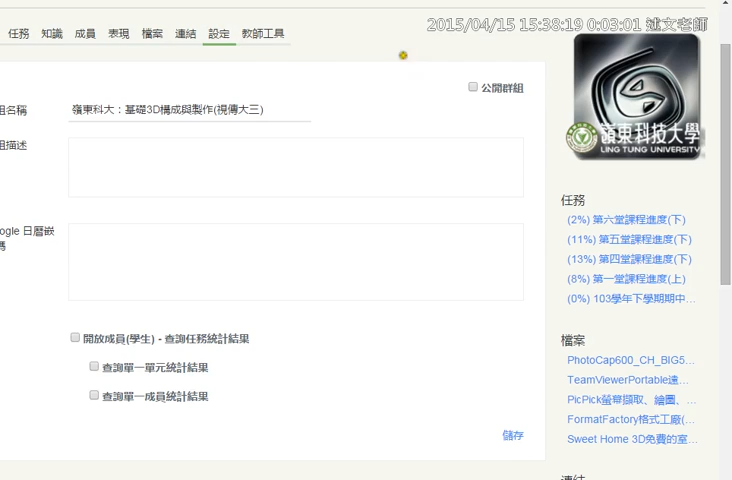 2015/04/15 15:38:19 0:03:01 述文老師
任務 知識 成員 表現 檔案 連結 設定 教師工具
公開群組
組名稱
嶺東科大：基礎3D構成與製作(視傳大三)
組描述
oogle 日曆嵌
碼
開放成員(學生) - 查詢任務統計結果
查詢單一單元統計結果
查詢單一成員統計結果
儲存
嶺東科技大學
LING TUNG UNIVERSITY
任務
(2%) 第六堂課程進度(下)
(11%) 第五堂課程進度(下)
(13%) 第四堂課程進度(下)
(8%) 第一堂課程進度(上)
(0%) 103學年下學期期中...
檔案
PhotoCap600_CH_BIG5...
TeamViewerPortable遠...
PicPick螢幕擷取、繪圖、...
FormatFactory格式工廠(...
Sweet Home 3D免費的室...
連結